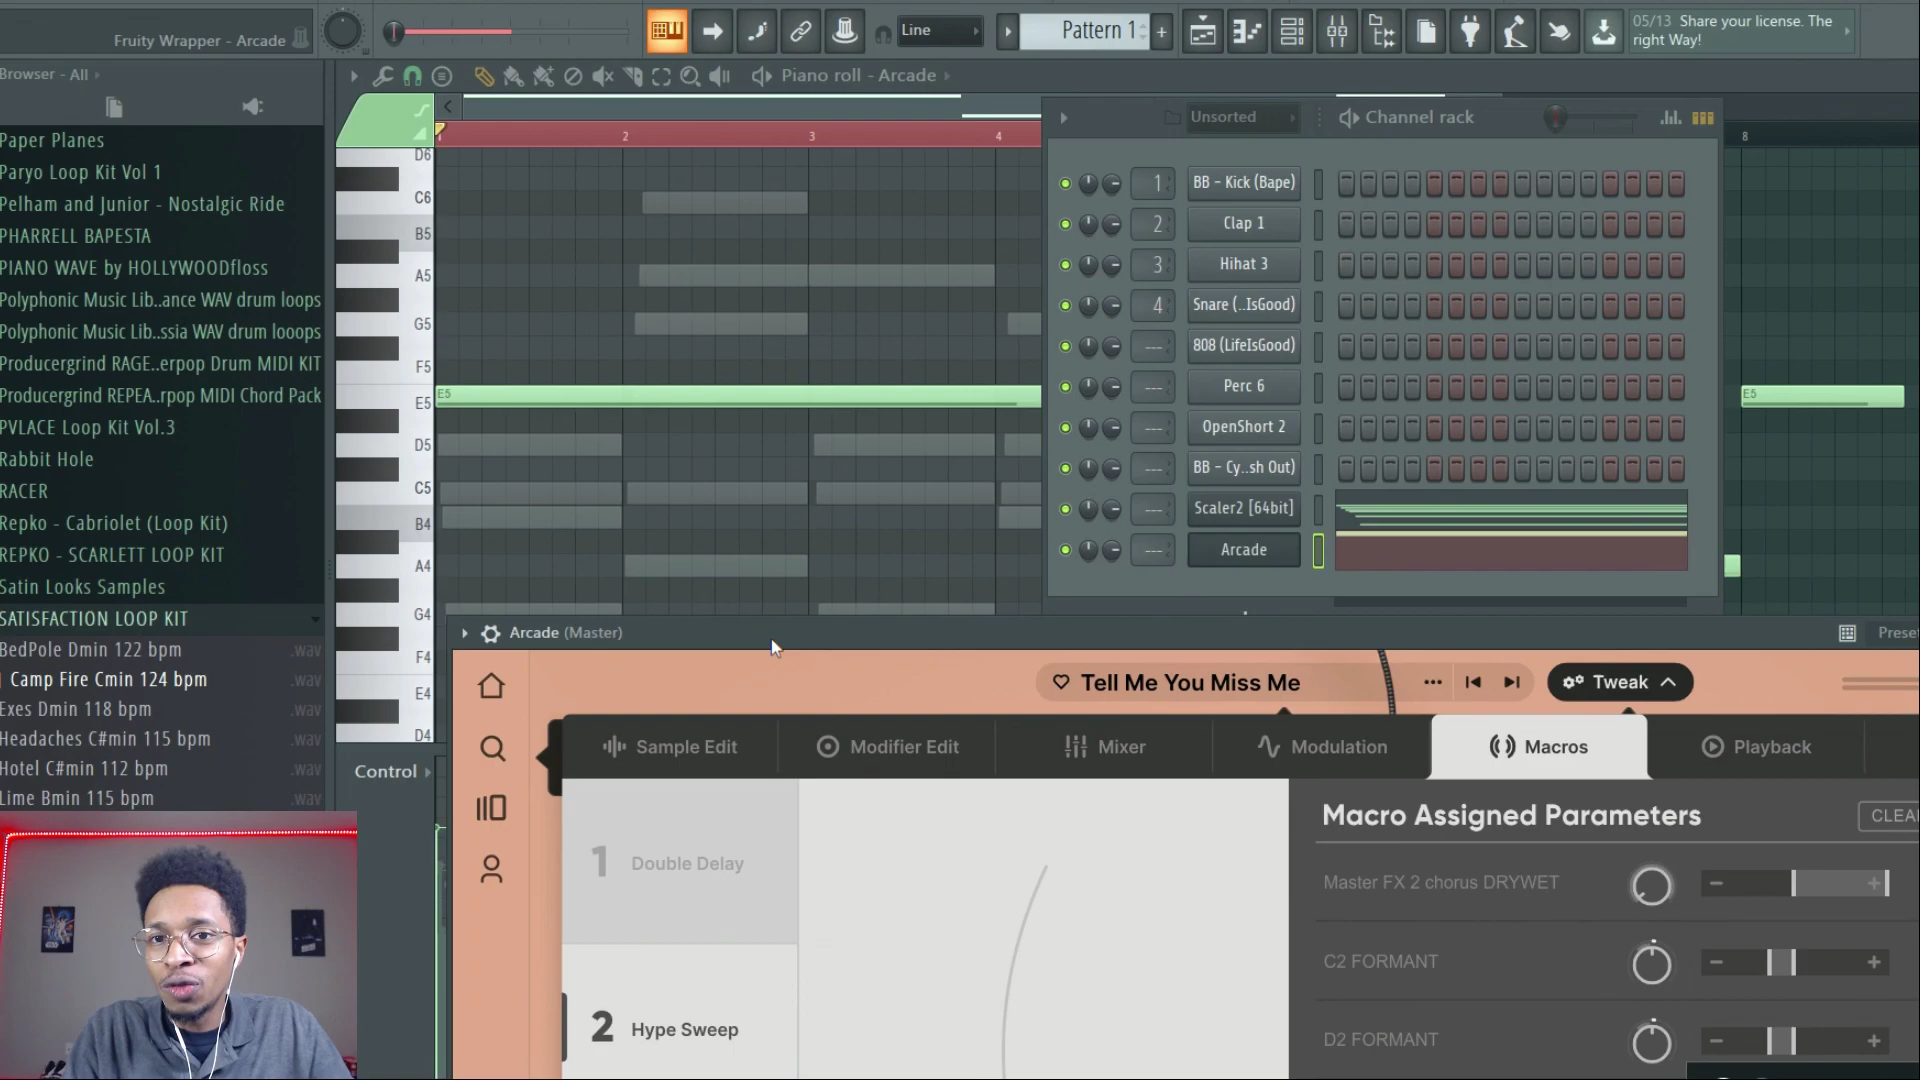 Fruity Wrapper - Arcade
Line
Pattern 1
+
05/13 Share your license. The
right Way!
Browser - All
Piano roll - Arcade
Unsorted
Channel rack
2
3
4
8
Paper Planes
Paryo Loop Kit Vol 1
Pelham and Junior - Nostalgic Ride
PHARRELL BAPESTA
PIANO WAVE by HOLLYWOODfloss
Polyphonic Music Lib..ance WAV drum loops
Polyphonic Music Lib..ssia WAV drum looops
Producergrind RAGE..erpop Drum MIDI KIT
Producergrind REPEA..rpop MIDI Chord Pack
PVLACE Loop Kit Vol.3
Rabbit Hole
RACER
Repko - Cabriolet (Loop Kit)
REPKO - SCARLETT LOOP KIT
Satin Looks Samples
SATISFACTION LOOP KIT
BedPole Dmin 122 bpm .wav
Camp Fire Cmin 124 bpm .wav
Exes Dmin 118 bpm .wav
Headaches C#min 115 bpm .wav
Hotel C#min 112 bpm .wav
Lime Bmin 115 bpm .wav
D6
C6
B5
A5
G5
F5
E5
D5
C5
B4
A4
G4
F4
E4
D4
E5
E5
Control
1 BB - Kick (Bape)
2 Clap 1
3 Hihat 3
4 Snare (..IsGood)
--- 808 (LifeIsGood)
--- Perc 6
--- OpenShort 2
--- BB - Cy..sh Out)
--- Scaler2 [64bit]
--- Arcade
Arcade (Master)
Preset
Tell Me You Miss Me
Tweak
Sample Edit
Modifier Edit
Mixer
Modulation
Macros
Playback
1 Double Delay
2 Hype Sweep
Macro Assigned Parameters
CLEA
Master FX 2 chorus DRYWET
C2 FORMANT
D2 FORMANT